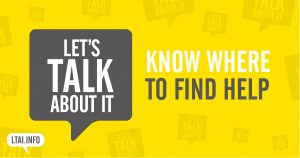 LET'S
TALK
ABOUT IT
KNOW WHERE
TO FIND HELP
LTAI.INFO